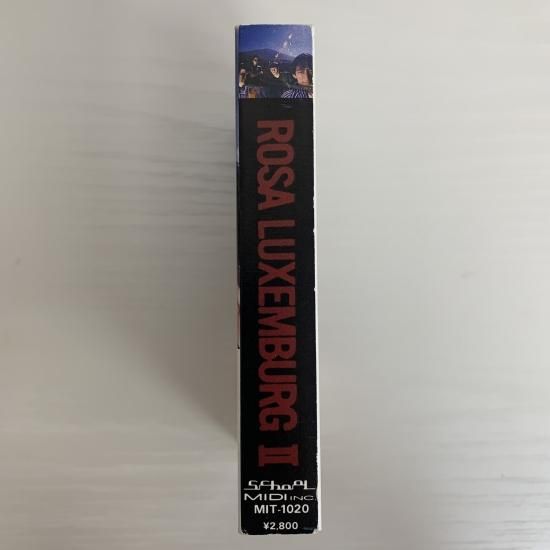 ROSA LUXEMBURG II
School
MIDI INC.
MIT-1020
¥2,800